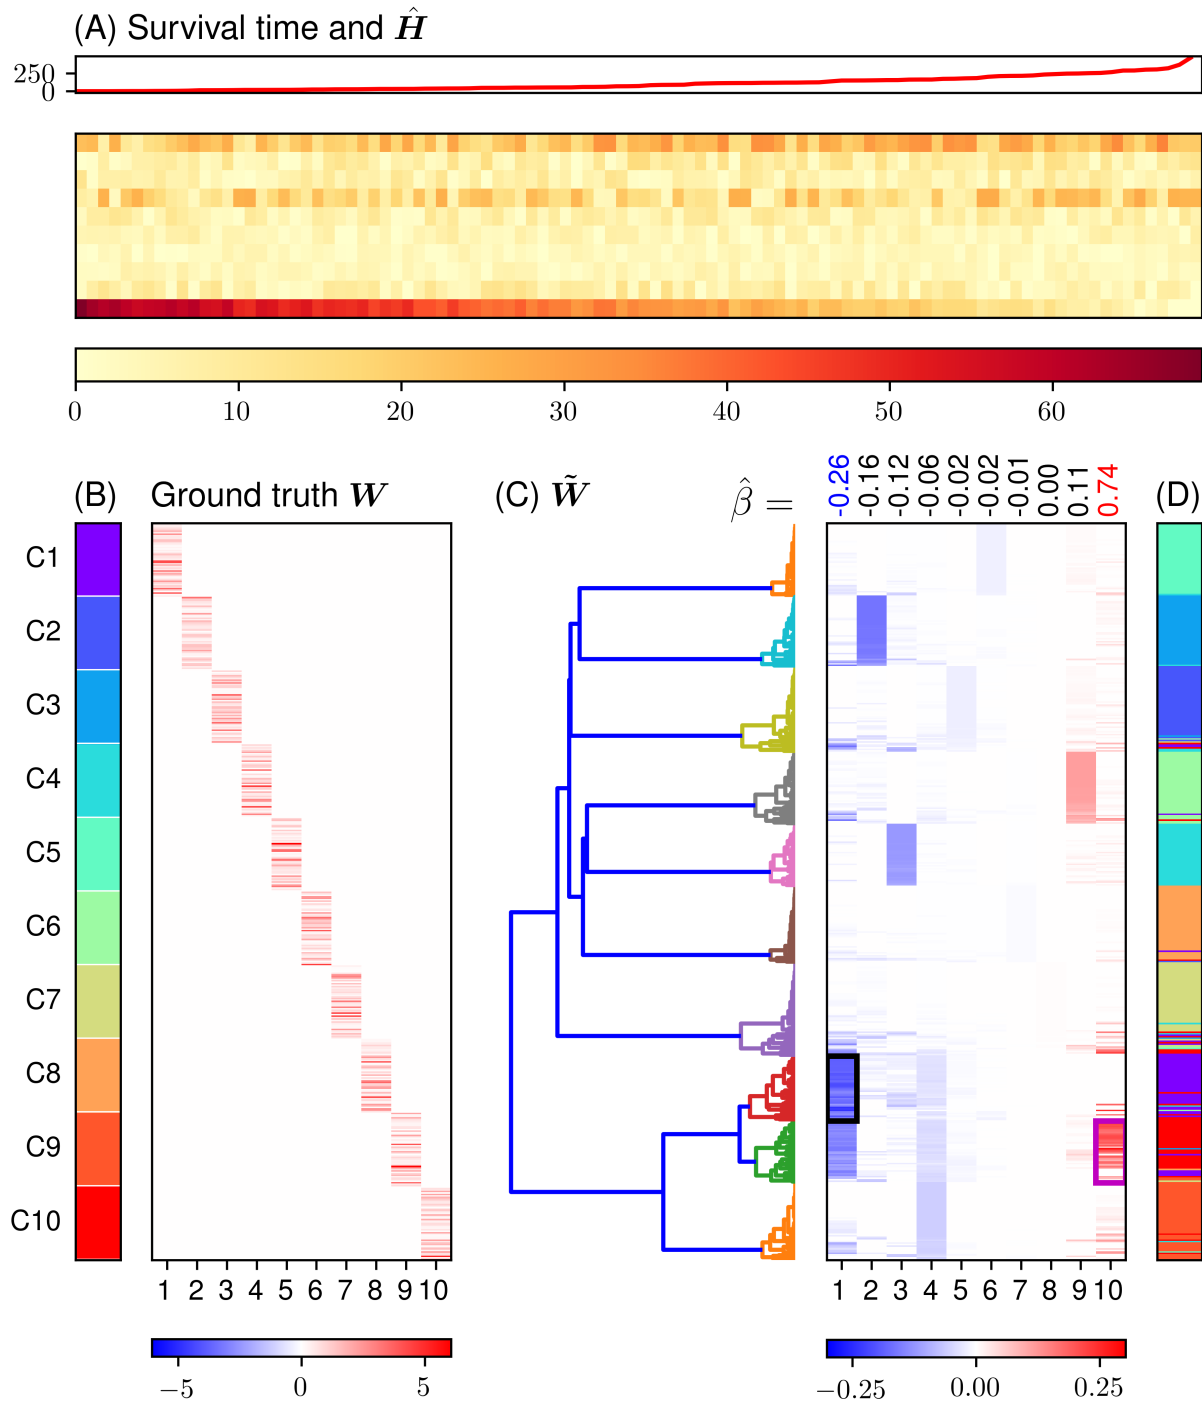 (A) Survival time and Ĥ
250
0
0 10 20 30 40 50 60
(B) Ground truth W
(C) W̃ β̂ =
-0.26 -0.16 -0.12 -0.06 -0.02 -0.02 -0.01 0.00 0.11 0.74
(D)
C1
C2
C3
C4
C5
C6
C7
C8
C9
C10
1 2 3 4 5 6 7 8 9 10
1 2 3 4 5 6 7 8 9 10
−5 0 5
−0.25 0.00 0.25